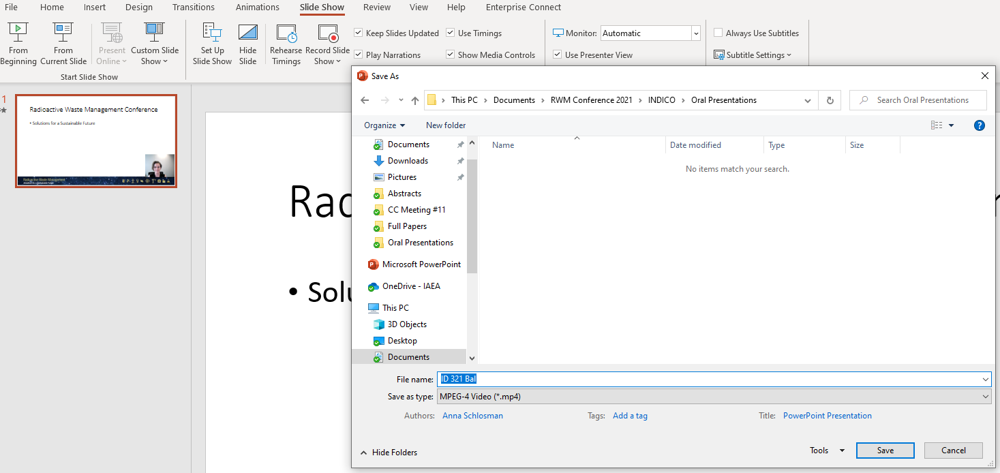 File Home Insert Design Transitions Animations Slide Show Review View Help Enterprise Connect
From Beginning
From Current Slide
Present Online
Custom Slide Show
Start Slide Show
Set Up Slide Show
Hide Slide
Rehearse Timings
Record Slide Show
Keep Slides Updated
Use Timings
Play Narrations
Show Media Controls
Monitor: Automatic
Use Presenter View
Always Use Subtitles
Subtitle Settings
1
Radioactive Waste Management Conference
• Solutions for a Sustainable Future
Radioactive Waste Management
Rad
• Solu
Save As
This PC > Documents > RWM Conference 2021 > INDICO > Oral Presentations
Search Oral Presentations
Organize
New folder
Documents
Downloads
Pictures
Abstracts
CC Meeting #11
Full Papers
Oral Presentations
Microsoft PowerPoint
OneDrive - IAEA
This PC
3D Objects
Desktop
Documents
Name Date modified Type Size
No items match your search.
File name: ID 321 Bal
Save as type: MPEG-4 Video (*.mp4)
Authors: Anna Schlosman Tags: Add a tag Title: PowerPoint Presentation
Hide Folders
Tools Save Cancel